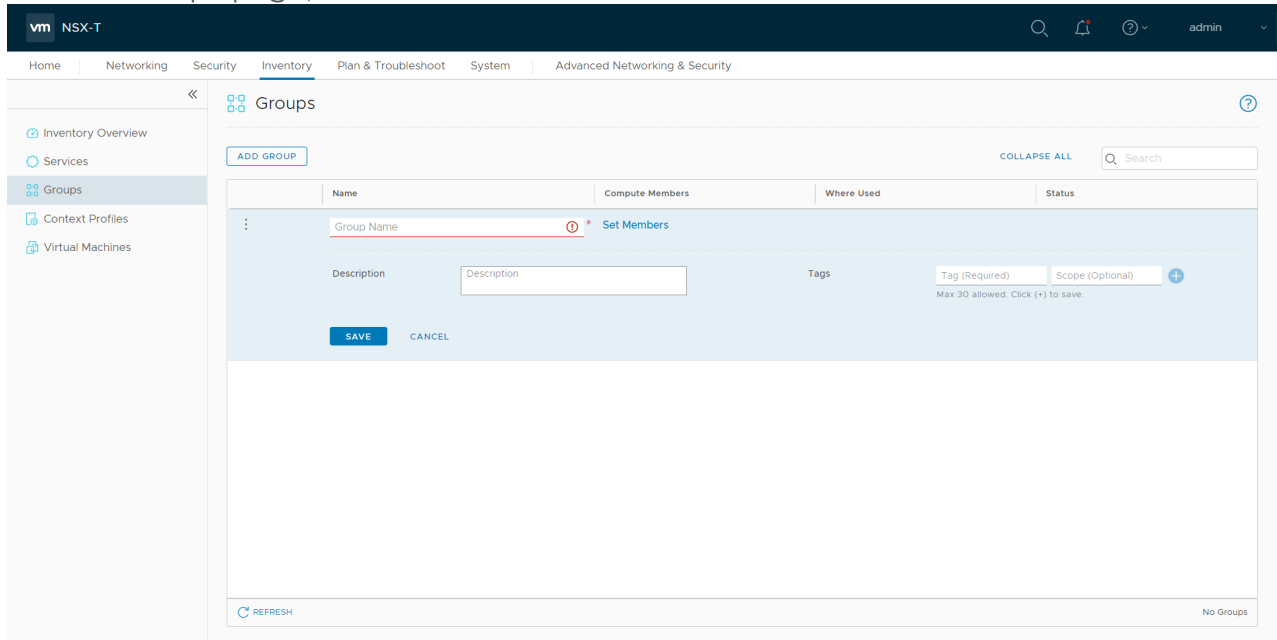 vm NSX-T admin
Home Networking Security Inventory Plan & Troubleshoot System Advanced Networking & Security
Groups
Inventory Overview
Services
Groups
Context Profiles
Virtual Machines
ADD GROUP COLLAPSE ALL Search
Name Compute Members Where Used Status
Group Name * Set Members
Description Description Tags Tag (Required) Scope (Optional)
Max 30 allowed. Click (+) to save.
SAVE CANCEL
REFRESH No Groups